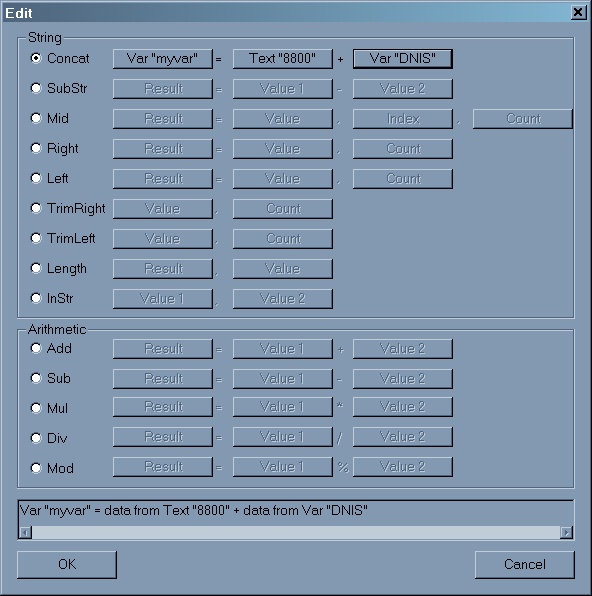 Edit
String
Concat Var "myvar" = Text "8800" + Var "DNIS"
SubStr Result = Value 1 - Value 2
Mid Result = Value , Index , Count
Right Result = Value , Count
Left Result = Value , Count
TrimRight Value , Count
TrimLeft Value , Count
Length Result , Value
InStr Value 1 , Value 2
Arithmetic
Add Result = Value 1 + Value 2
Sub Result = Value 1 - Value 2
Mul Result = Value 1 * Value 2
Div Result = Value 1 / Value 2
Mod Result = Value 1 % Value 2
Var "myvar" = data from Text "8800" + data from Var "DNIS"
OK Cancel